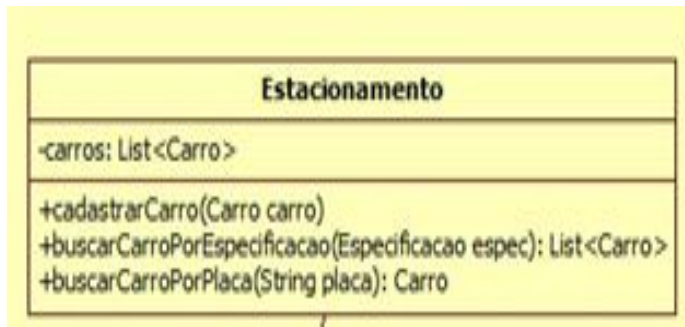 Estacionamento
-carros: List<Carro>
+cadastrarCarro(Carro carro)
+buscarCarroPorEspecificacao(Especificacao espec): List<Carro>
+buscarCarroPorPlaca(String placa): Carro